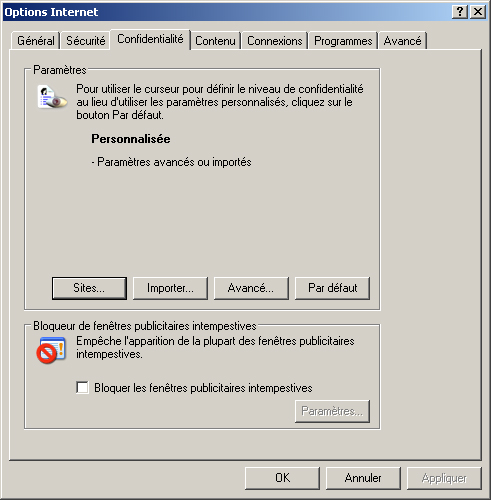 Options Internet
Général Sécurité Confidentialité Contenu Connexions Programmes Avancé
Paramètres
Pour utiliser le curseur pour définir le niveau de confidentialité
au lieu d'utiliser les paramètres personnalisés, cliquez sur le
bouton Par défaut.
Personnalisée
- Paramètres avancés ou importés
Sites... Importer... Avancé... Par défaut
Bloqueur de fenêtres publicitaires intempestives
Empêche l'apparition de la plupart des fenêtres publicitaires
intempestives.
Bloquer les fenêtres publicitaires intempestives
Paramètres...
OK Annuler Appliquer